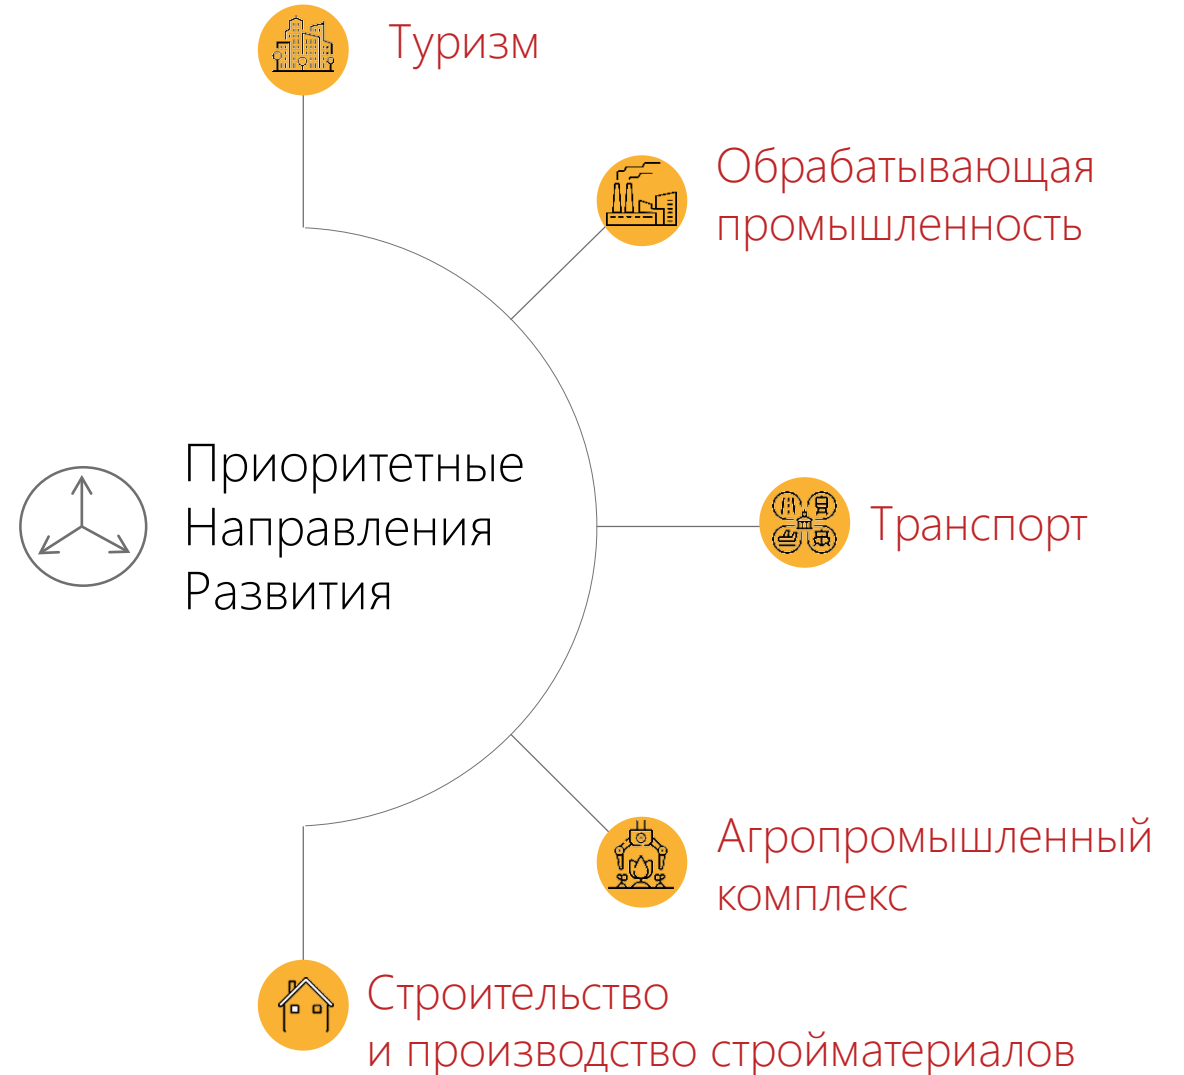 Туризм
Обрабатывающая
промышленность
Приоритетные
Направления
Развития
Транспорт
Агропромышленный
комплекс
Строительство
и производство стройматериалов